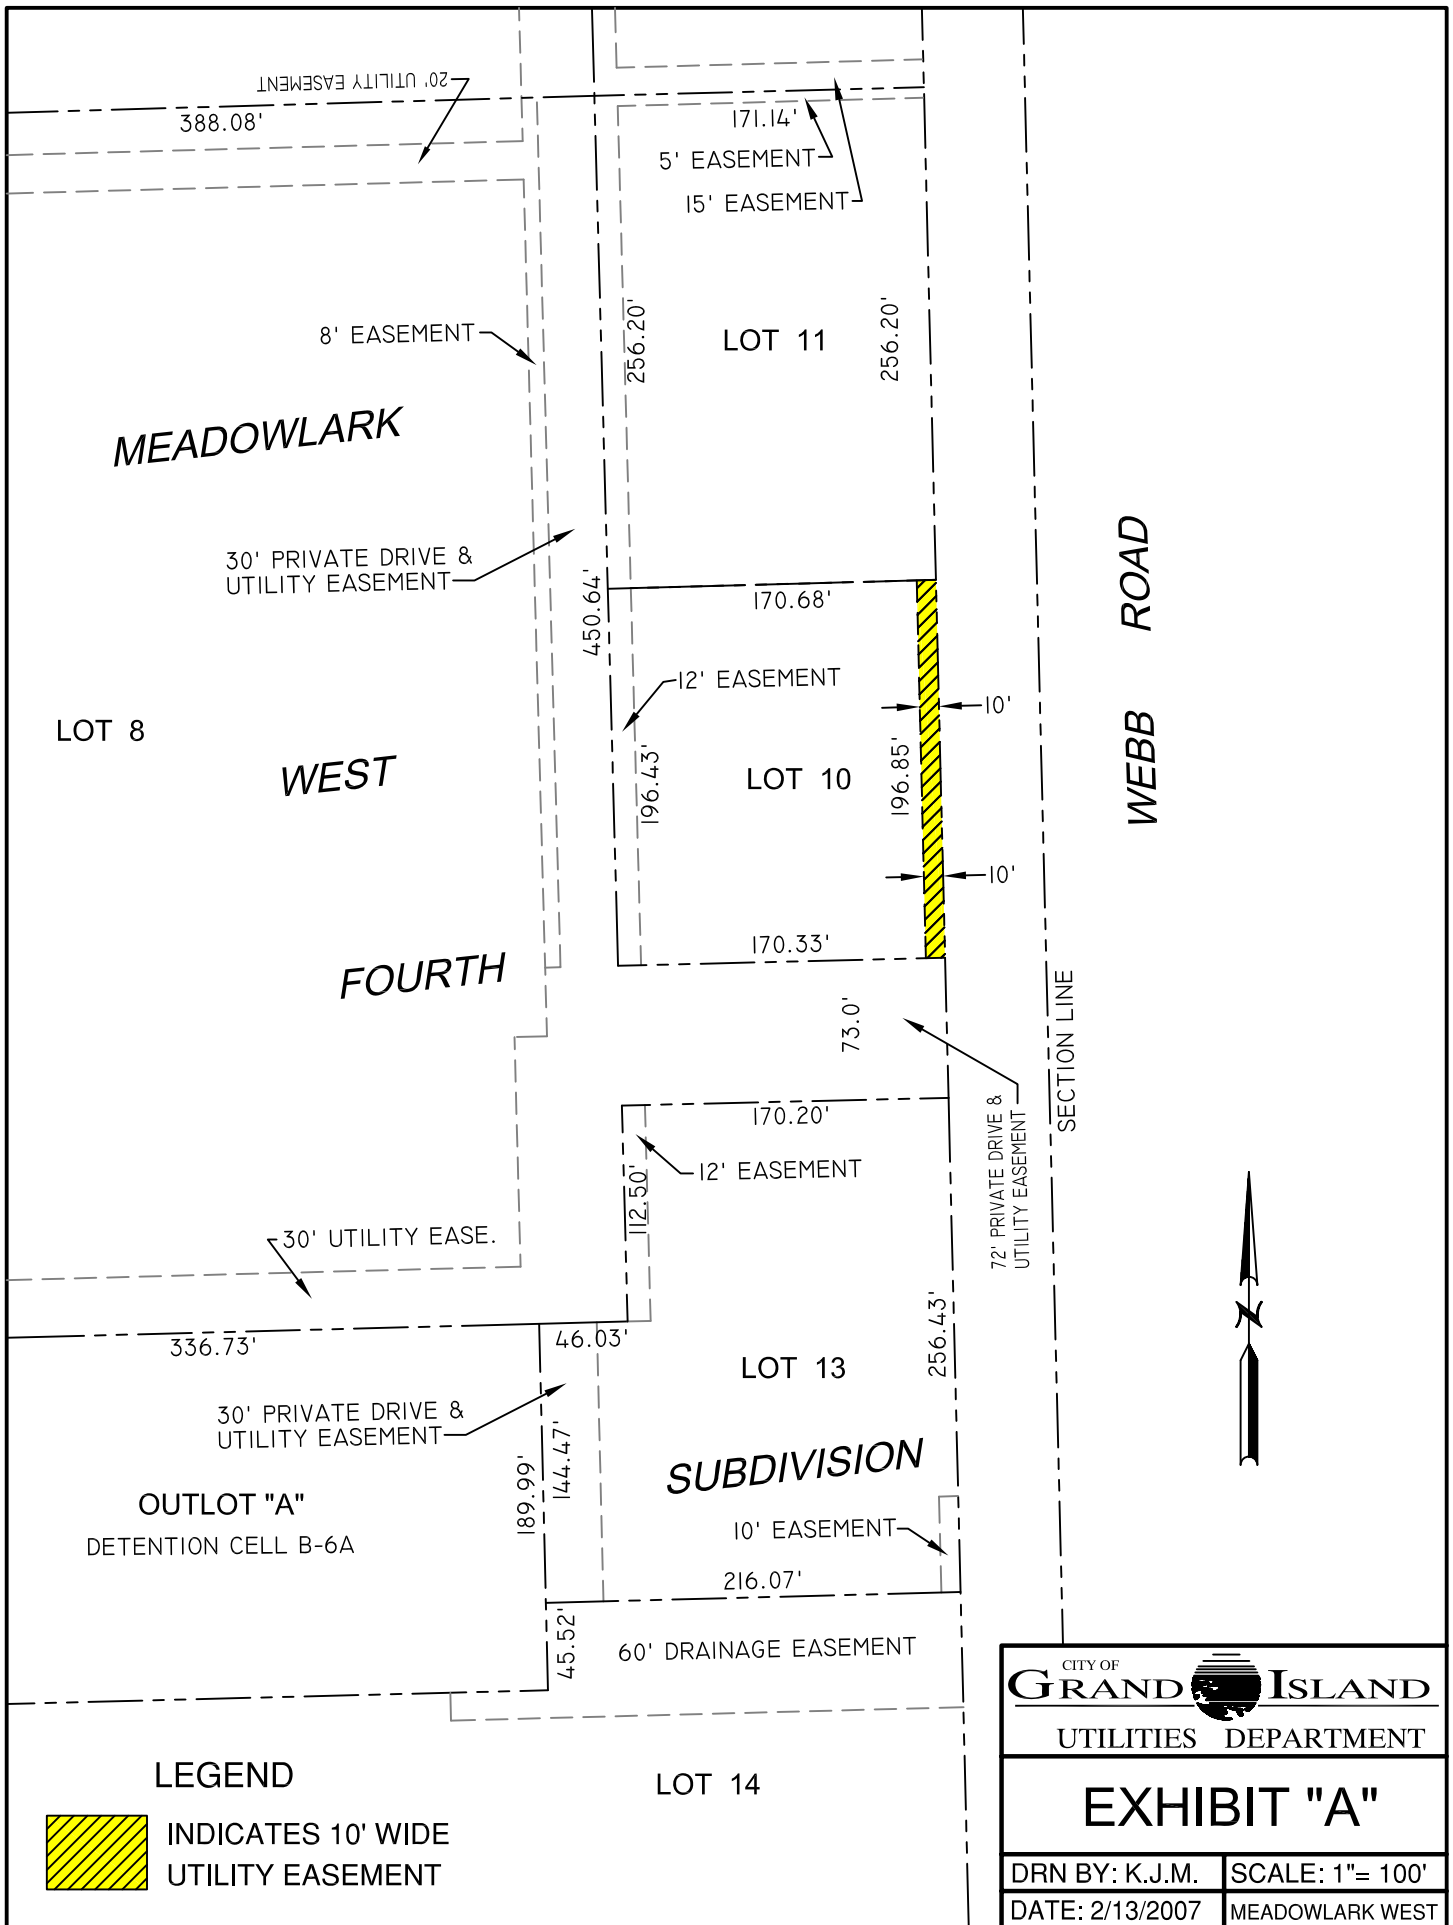 20' UTILITY EASEMENT
388.08'
171.14'
5' EASEMENT
15' EASEMENT
8' EASEMENT
256.20'
LOT 11
256.20'
MEADOWLARK
30' PRIVATE DRIVE &
UTILITY EASEMENT
450.64'
170.68'
WEBB ROAD
12' EASEMENT
10'
LOT 8
WEST
196.43'
LOT 10
196.85'
10'
170.33'
FOURTH
73.0'
SECTION LINE
72' PRIVATE DRIVE &
UTILITY EASEMENT
170.20'
12' EASEMENT
112.50'
30' UTILITY EASE.
336.73'
46.03'
256.43'
LOT 13
30' PRIVATE DRIVE &
UTILITY EASEMENT
189.99'
144.47'
SUBDIVISION
OUTLOT "A"
DETENTION CELL B-6A
10' EASEMENT
216.07'
45.52'
60' DRAINAGE EASEMENT
N
LOT 14
LEGEND
INDICATES 10' WIDE
UTILITY EASEMENT
CITY OF
GRAND ISLAND
UTILITIES DEPARTMENT
EXHIBIT "A"
DRN BY: K.J.M.
SCALE: 1"= 100'
DATE: 2/13/2007
MEADOWLARK WEST